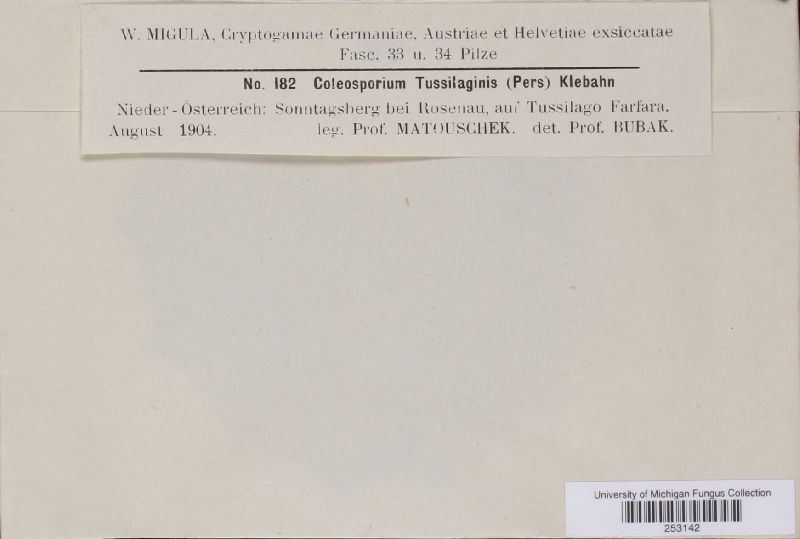 W. MIGULA, Cryptogamae Germaniae, Austriae et Helvetiae exsiccatae
Fasc. 33 u. 34 Pilze
No. 182 Coleosporium Tussilaginis (Pers) Klebahn
Nieder-Osterreich: Sonntagsberg bei Rosenau, auf Tussilago Farfara.
August 1904. leg. Prof. MATOUSCHEK. det. Prof. BUBAK.
University of Michigan Fungus Collection
253142